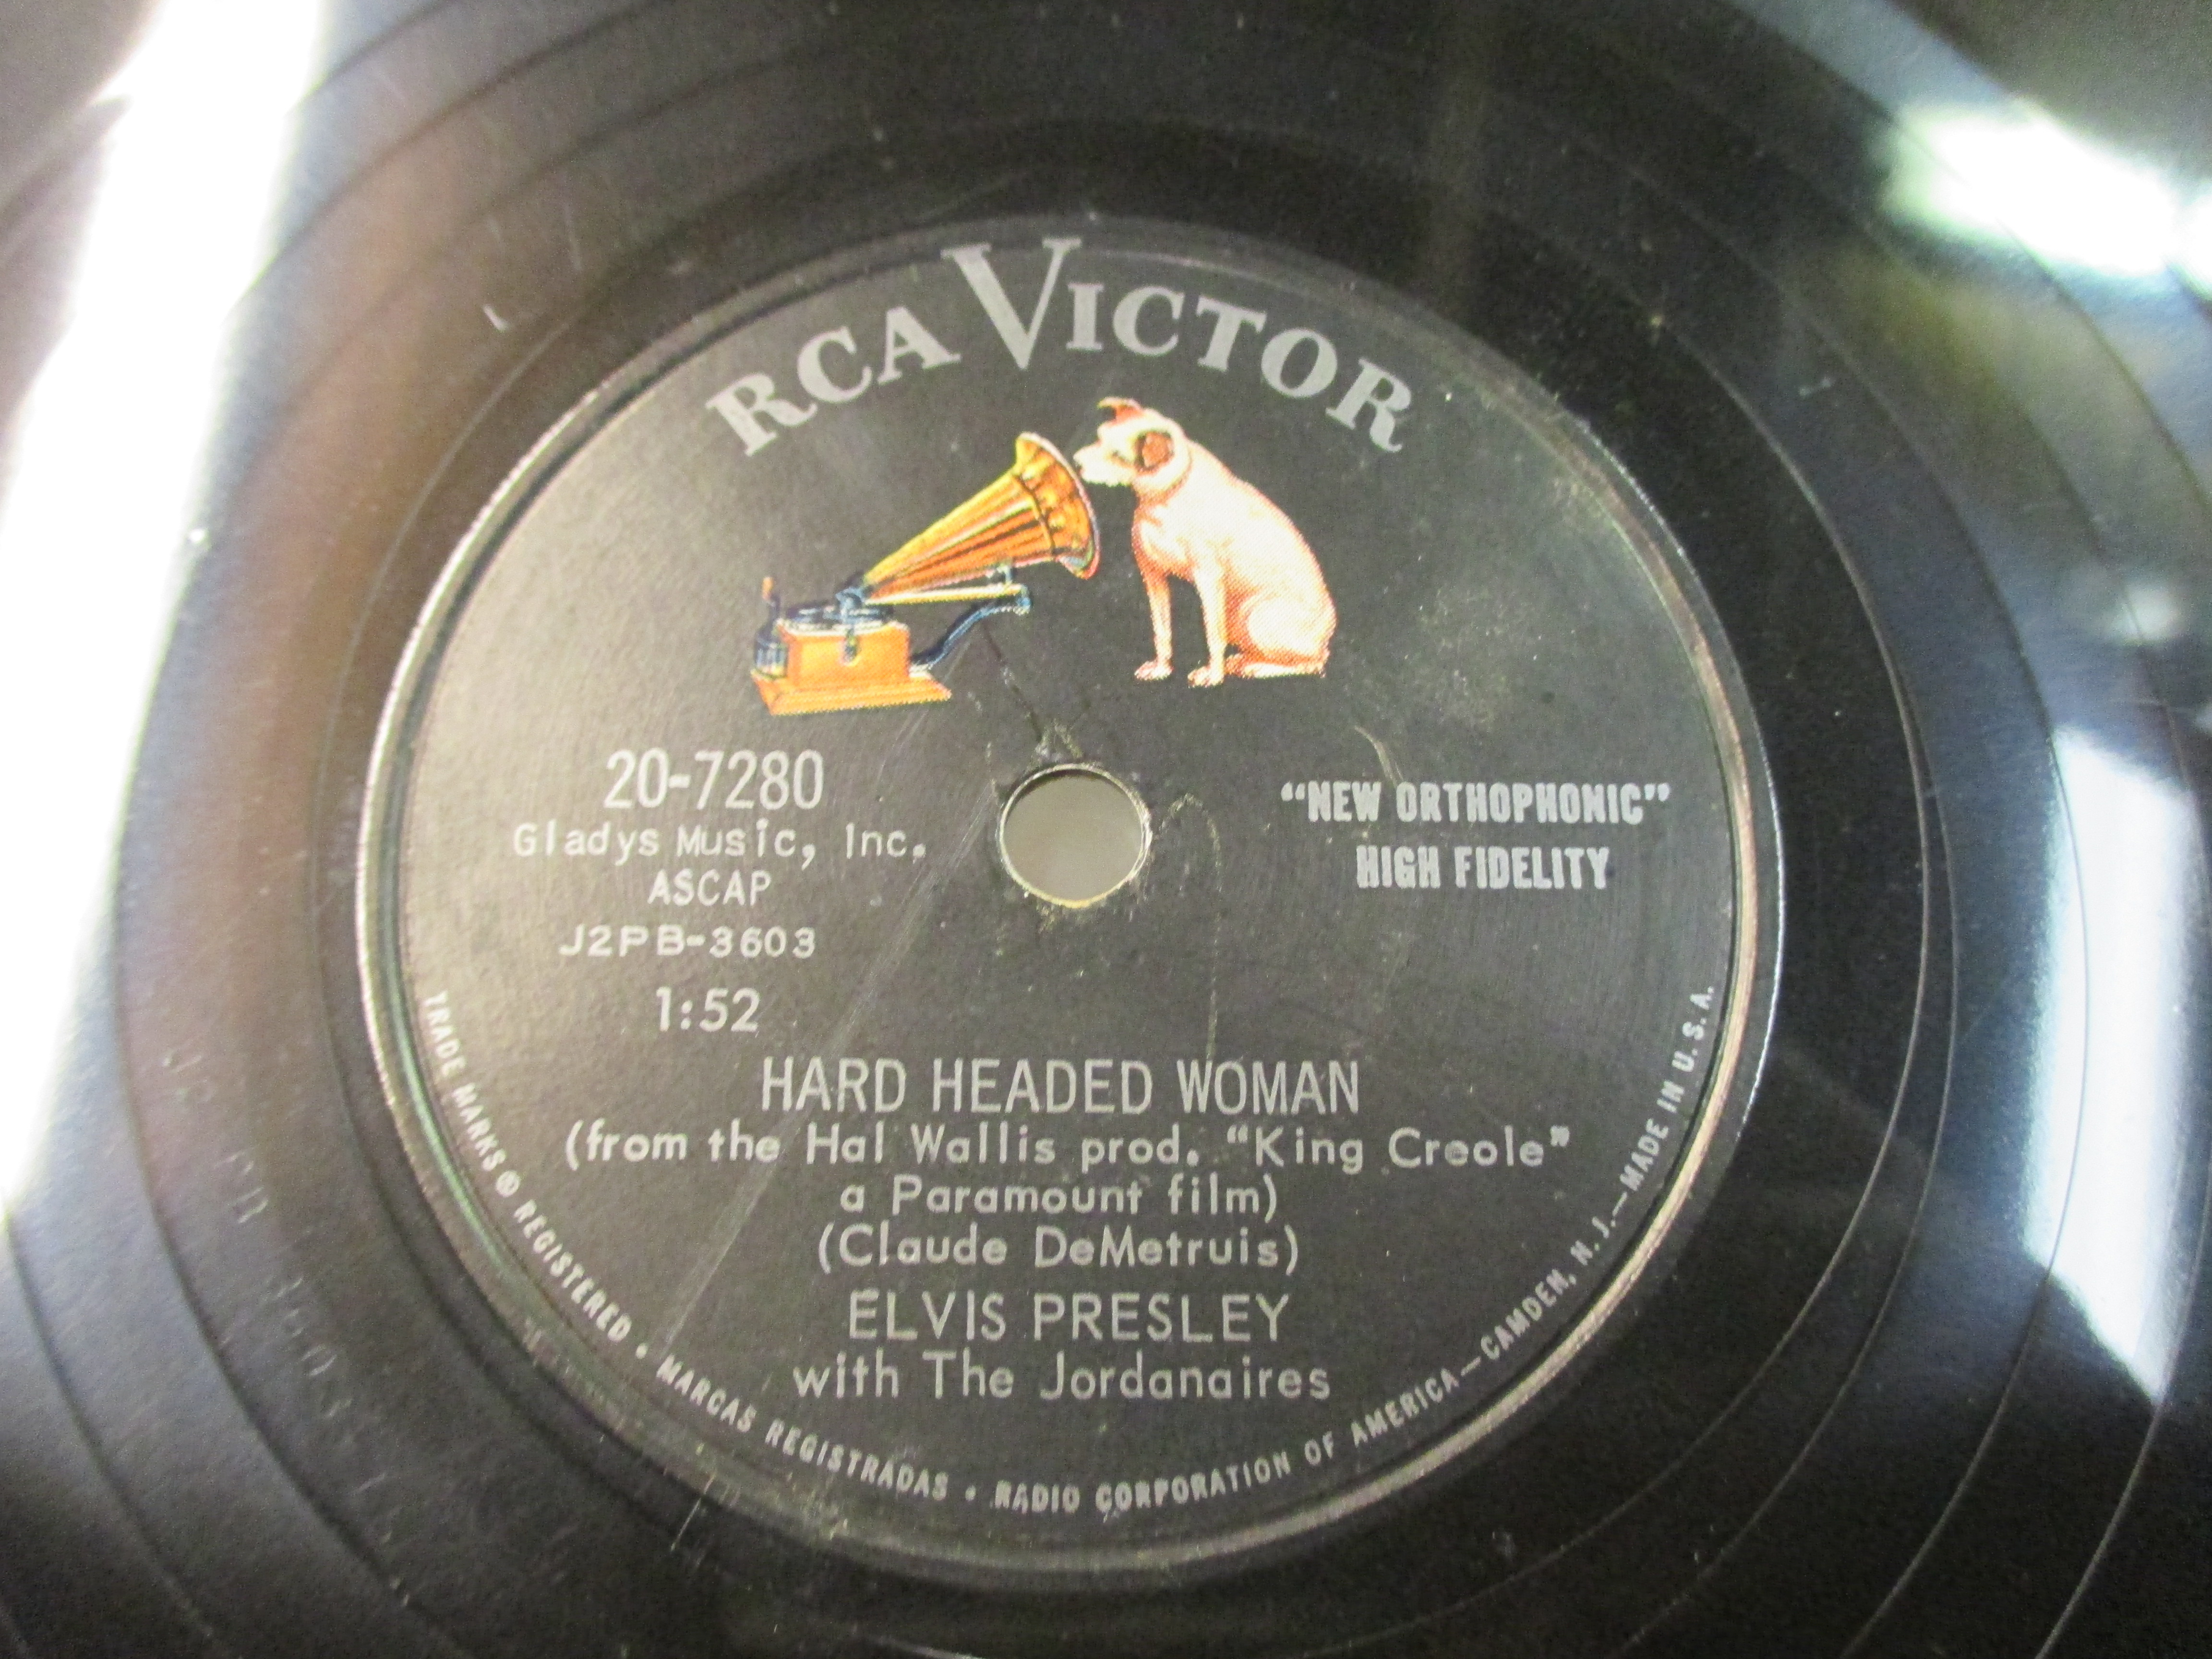 RCA VICTOR
20-7280
Gladys Music, Inc.
ASCAP
J2PB-3603
1:52
"NEW ORTHOPHONIC"
HIGH FIDELITY
HARD HEADED WOMAN
(from the Hal Wallis prod. "King Creole"
a Paramount film)
(Claude DeMetruis)
ELVIS PRESLEY
with The Jordanaires
TRADE MARKS ® REGISTERED • MARCAS REGISTRADAS • RADIO CORPORATION OF AMERICA—CAMDEN, N. J.—MADE IN U.S.A.